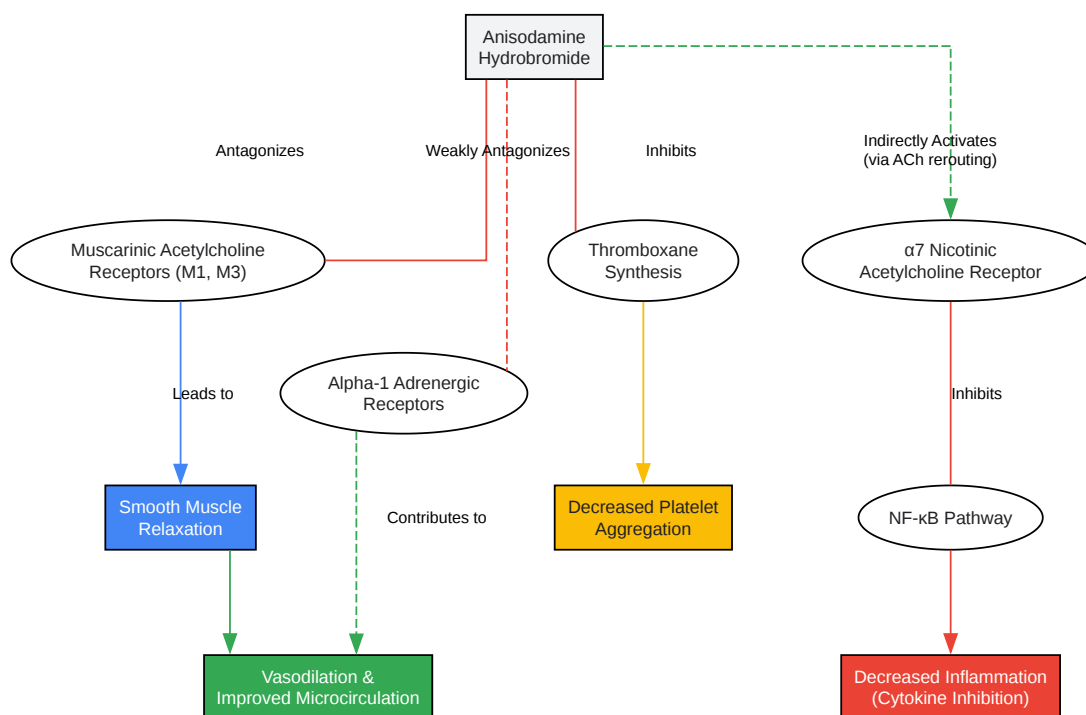 Anisodamine
Hydrobromide
Antagonizes
Weakly Antagonizes
Inhibits
Indirectly Activates
(via ACh rerouting)
Muscarinic Acetylcholine
Receptors (M1, M3)
Thromboxane
Synthesis
α7 Nicotinic
Acetylcholine Receptor
Alpha-1 Adrenergic
Receptors
Leads to
Inhibits
Smooth Muscle
Relaxation
Contributes to
Decreased Platelet
Aggregation
NF-κB Pathway
Vasodilation &
Improved Microcirculation
Decreased Inflammation
(Cytokine Inhibition)